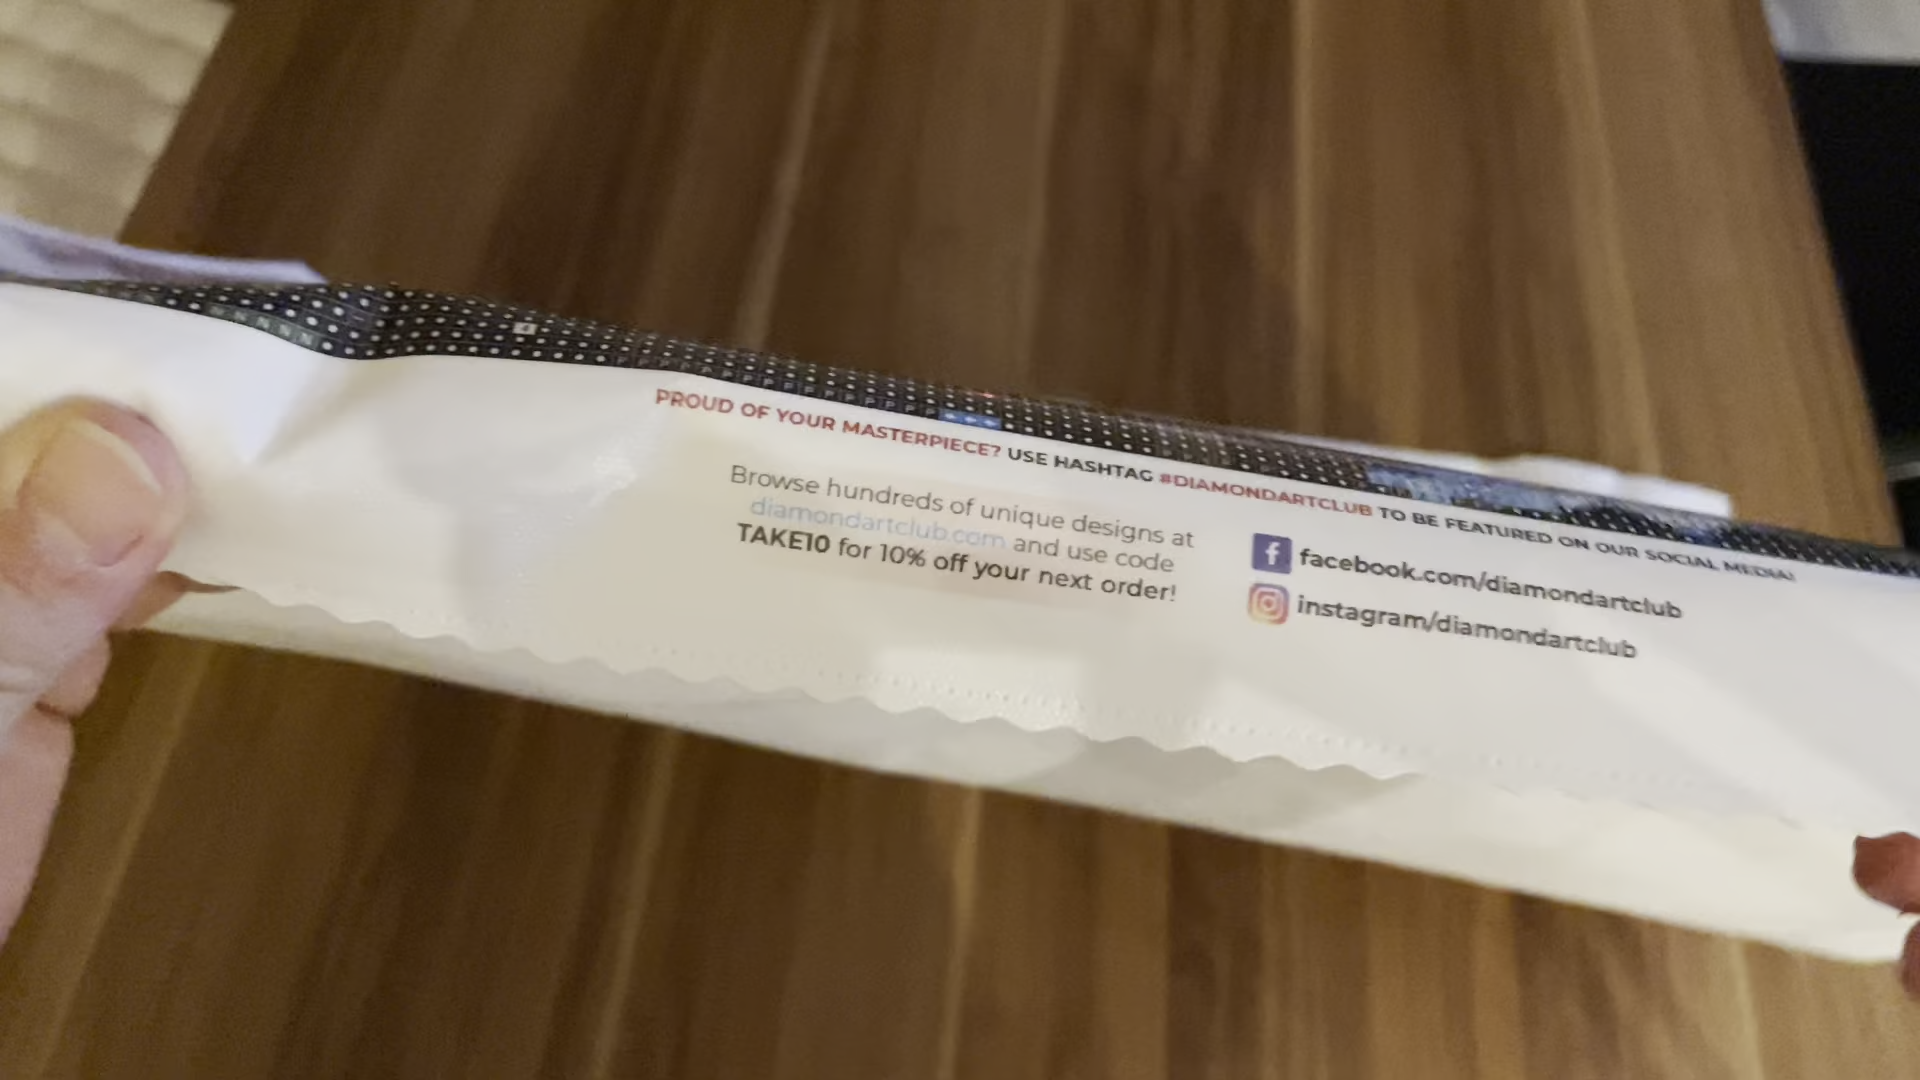 PROUD OF YOUR MASTERPIECE? USE HASHTAG #DIAMONDARTCLUB TO BE FEATURED ON OUR SOCIAL MEDIA!
Browse hundreds of unique designs at
diamondartclub.com and use code
TAKE10 for 10% off your next order!
facebook.com/diamondartclub
instagram/diamondartclub